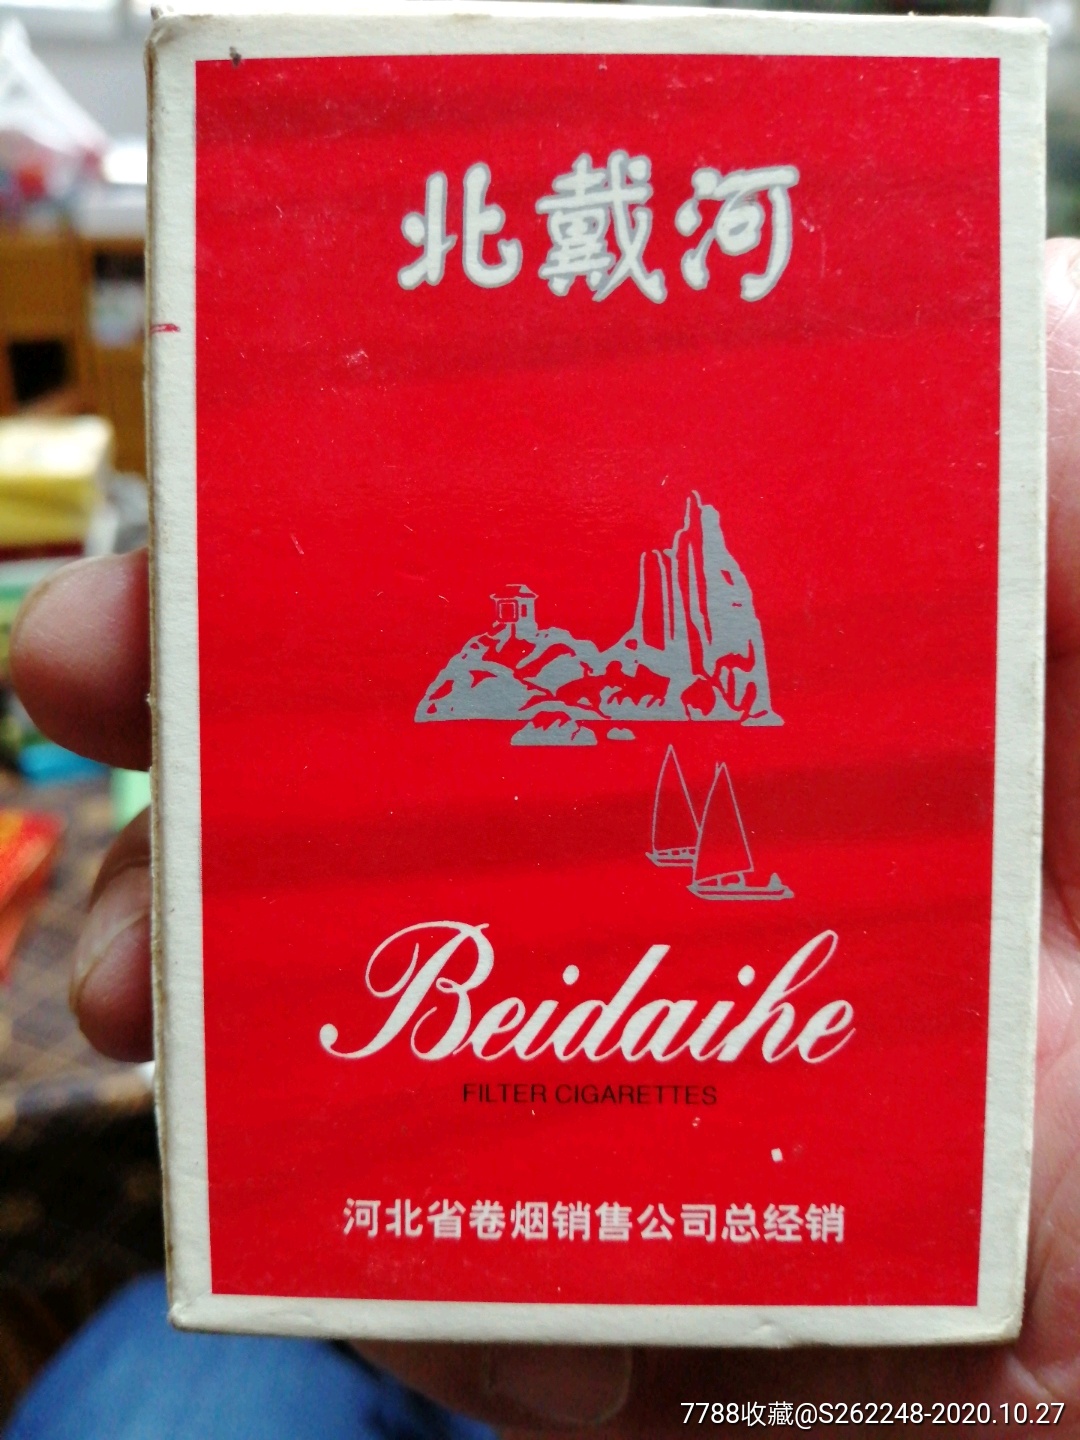 北戴河
Beidaihe
FILTER CIGARETTES
河北省卷烟销售公司总经销
7788收藏@S262248-2020.10.27